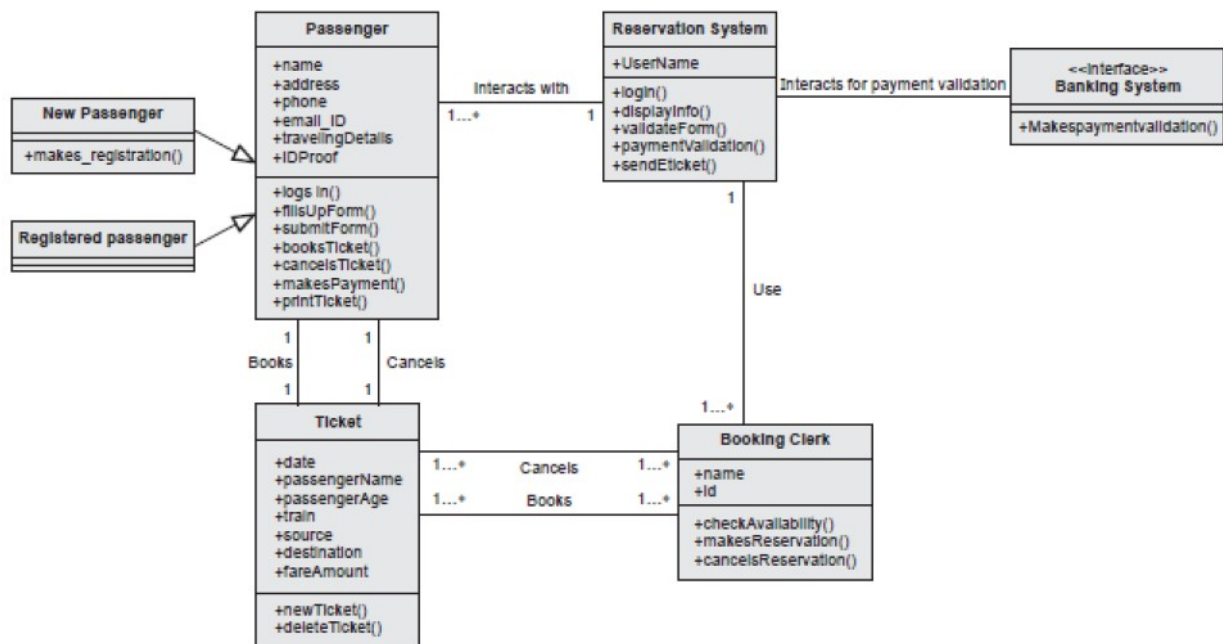 Passenger
+name
+address
+phone
+email_ID
+travelingDetails
+IDProof
+logs in()
+fillsUpForm()
+submitForm()
+booksTicket()
+cancelsTicket()
+makesPayment()
+printTicket()
New Passenger
+makes_registration()
Registered passenger
Interacts with
1...*
1
Reservation System
+UserName
+login()
+displayInfo()
+validateForm()
+paymentValidation()
+sendEticket()
Interacts for payment validation
<<Interface>>
Banking System
+Makespaymentvalidation()
1
Use
1...*
1
1
Books
Cancels
1
1
Ticket
+date
+passengerName
+passengerAge
+train
+source
+destination
+fareAmount
+newTicket()
+deleteTicket()
1...*
Cancels
1...*
1...*
Books
1...*
Booking Clerk
+name
+id
+checkAvailability()
+makesReservation()
+cancelsReservation()